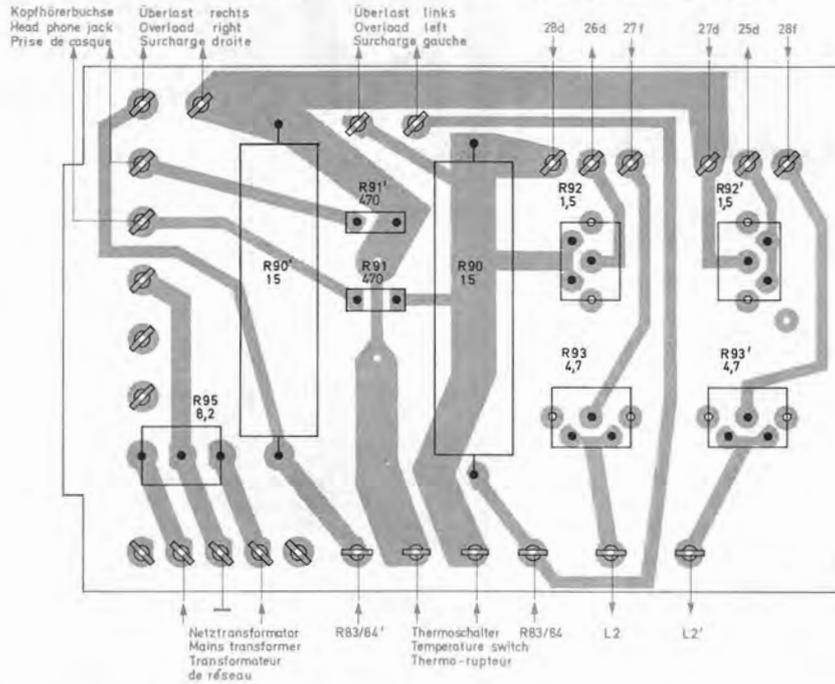 Kopfhörerbuchse
Head phone jack
Prise de casque
Überlast rechts
Overload right
Surcharge droite
Überlast links
Overload left
Surcharge gauche
28d 26d 27f 27d 25d 28f
R91'
470
R92
1,5
R92'
1,5
R90'
15
R91
470
R90
15
R93
4,7
R93'
4,7
R95
8,2
Netztransformator
Mains transformer
Transformateur
de réseau
R83/84'
Thermoschalter
Temperature switch
Thermo-rupteur
R83/84
L2
L2'